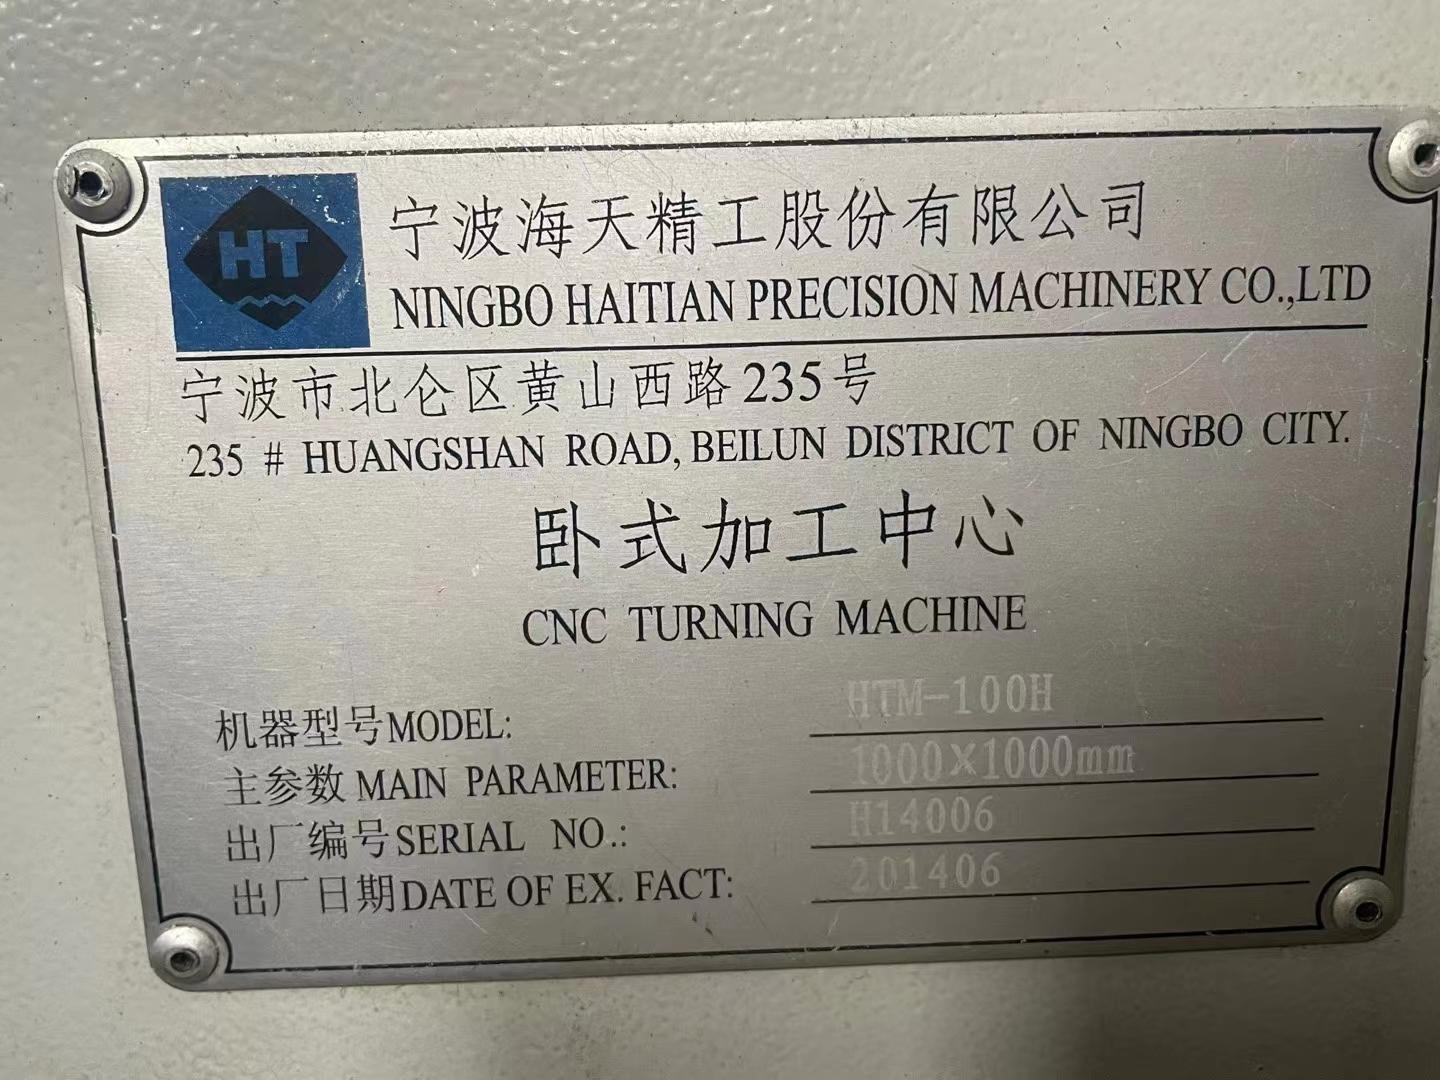 HT
宁波海天精工股份有限公司
NINGBO HAITIAN PRECISION MACHINERY CO.,LTD
宁波市北仑区黄山西路235号
235 # HUANGSHAN ROAD, BEILUN DISTRICT OF NINGBO CITY.
卧式加工中心
CNC TURNING MACHINE
机器型号MODEL: HTM-100H
主参数 MAIN PARAMETER: 1000×1000mm
出厂编号SERIAL NO.: H14006
出厂日期DATE OF EX. FACT: 201406